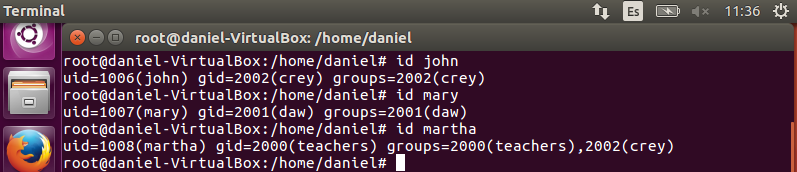 Terminal
Es
11:36
root@daniel-VirtualBox: /home/daniel
root@daniel-VirtualBox:/home/daniel# id john
uid=1006(john) gid=2002(crey) groups=2002(crey)
root@daniel-VirtualBox:/home/daniel# id mary
uid=1007(mary) gid=2001(daw) groups=2001(daw)
root@daniel-VirtualBox:/home/daniel# id martha
uid=1008(martha) gid=2000(teachers) groups=2000(teachers),2002(crey)
root@daniel-VirtualBox:/home/daniel#